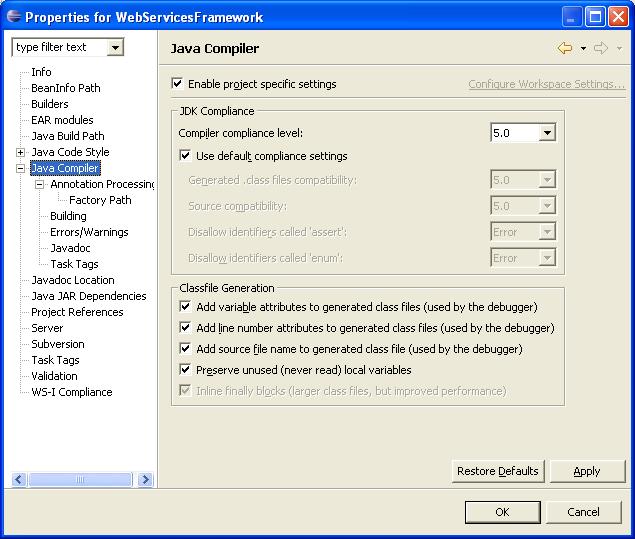 Properties for WebServicesFramework
type filter text
Info
BeanInfo Path
Builders
EAR modules
Java Build Path
Java Code Style
Java Compiler
Annotation Processing
Factory Path
Building
Errors/Warnings
Javadoc
Task Tags
Javadoc Location
Java JAR Dependencies
Project References
Server
Subversion
Task Tags
Validation
WS-I Compliance
Java Compiler
Enable project specific settings
Configure Workspace Settings...
JDK Compliance
Compiler compliance level: 5.0
Use default compliance settings
Generated .class files compatibility: 5.0
Source compatibility: 5.0
Disallow identifiers called 'assert': Error
Disallow identifiers called 'enum': Error
Classfile Generation
Add variable attributes to generated class files (used by the debugger)
Add line number attributes to generated class files (used by the debugger)
Add source file name to generated class file (used by the debugger)
Preserve unused (never read) local variables
Inline finally blocks (larger class files, but improved performance)
Restore Defaults Apply
OK Cancel